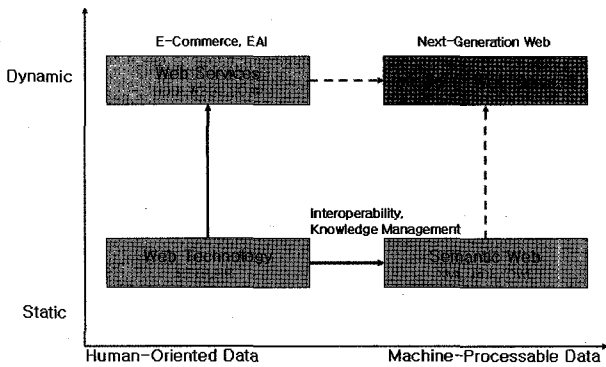 E-Commerce, EAI
Next-Generation Web
Dynamic
Web Services
Interoperability,
Knowledge Management
Web Technology
Semantic Web
Static
Human-Oriented Data
Machine-Processable Data